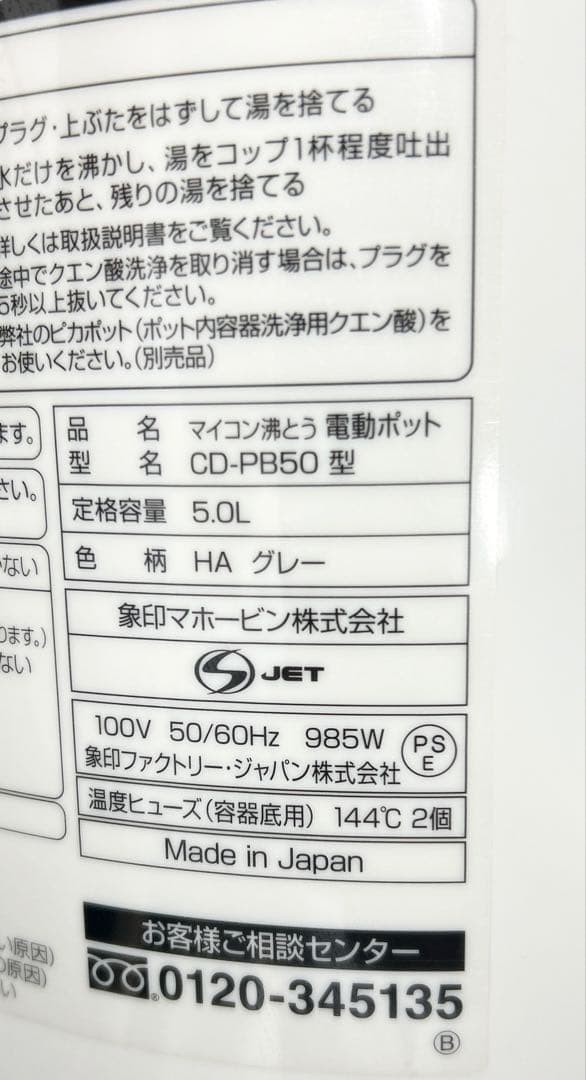 プラグ・上ぶたをはずして湯を捨てる
水だけを沸かし、湯をコップ1杯程度吐出
させたあと、残りの湯を捨てる
詳しくは取扱説明書をご覧ください。
途中でクエン酸洗浄を取り消す場合は、プラグを
5秒以上抜いてください。
弊社のピカポット(ポット内容器洗浄用クエン酸)を
お使いください。(別売品)
ます。
さい。
ない
ります。)
ない
品 名 マイコン沸とう 電動ポット
型 名 CD-PB50 型
定格容量 5.0L
色 柄 HA グレー
象印マホービン株式会社
S JET
100V 50/60Hz 985W
象印ファクトリー・ジャパン株式会社
PS
E
温度ヒューズ(容器底用) 144℃ 2個
Made in Japan
い原因)
の原因)
い
お客様ご相談センター
0120-345135
B